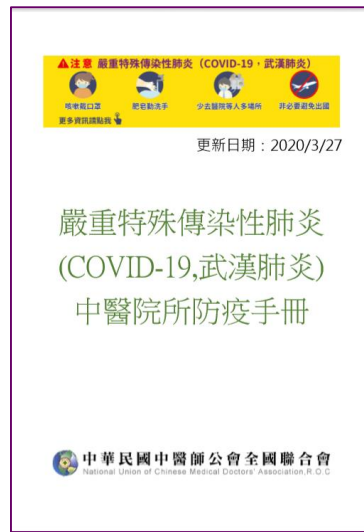 注意 嚴重特殊傳染性肺炎（COVID-19，武漢肺炎）
咳嗽戴口罩 肥皂勤洗手 少去醫院等人多場所 非必要避免出國
更多資訊請點我
更新日期：2020/3/27
嚴重特殊傳染性肺炎
(COVID-19,武漢肺炎)
中醫院所防疫手冊
中華民國中醫師公會全國聯合會
National Union of Chinese Medical Doctors' Association,R.O.C